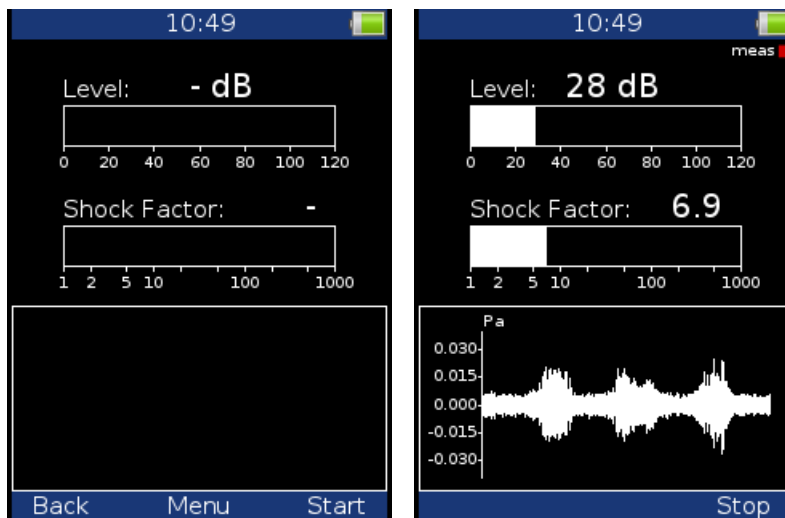 10:49
Level: - dB
0 20 40 60 80 100 120
Shock Factor: -
1 2 5 10 100 1000
Back Menu Start
10:49
meas
Level: 28 dB
0 20 40 60 80 100 120
Shock Factor: 6.9
1 2 5 10 100 1000
Pa
0.030
0.015
0.000
-0.015
-0.030
Stop